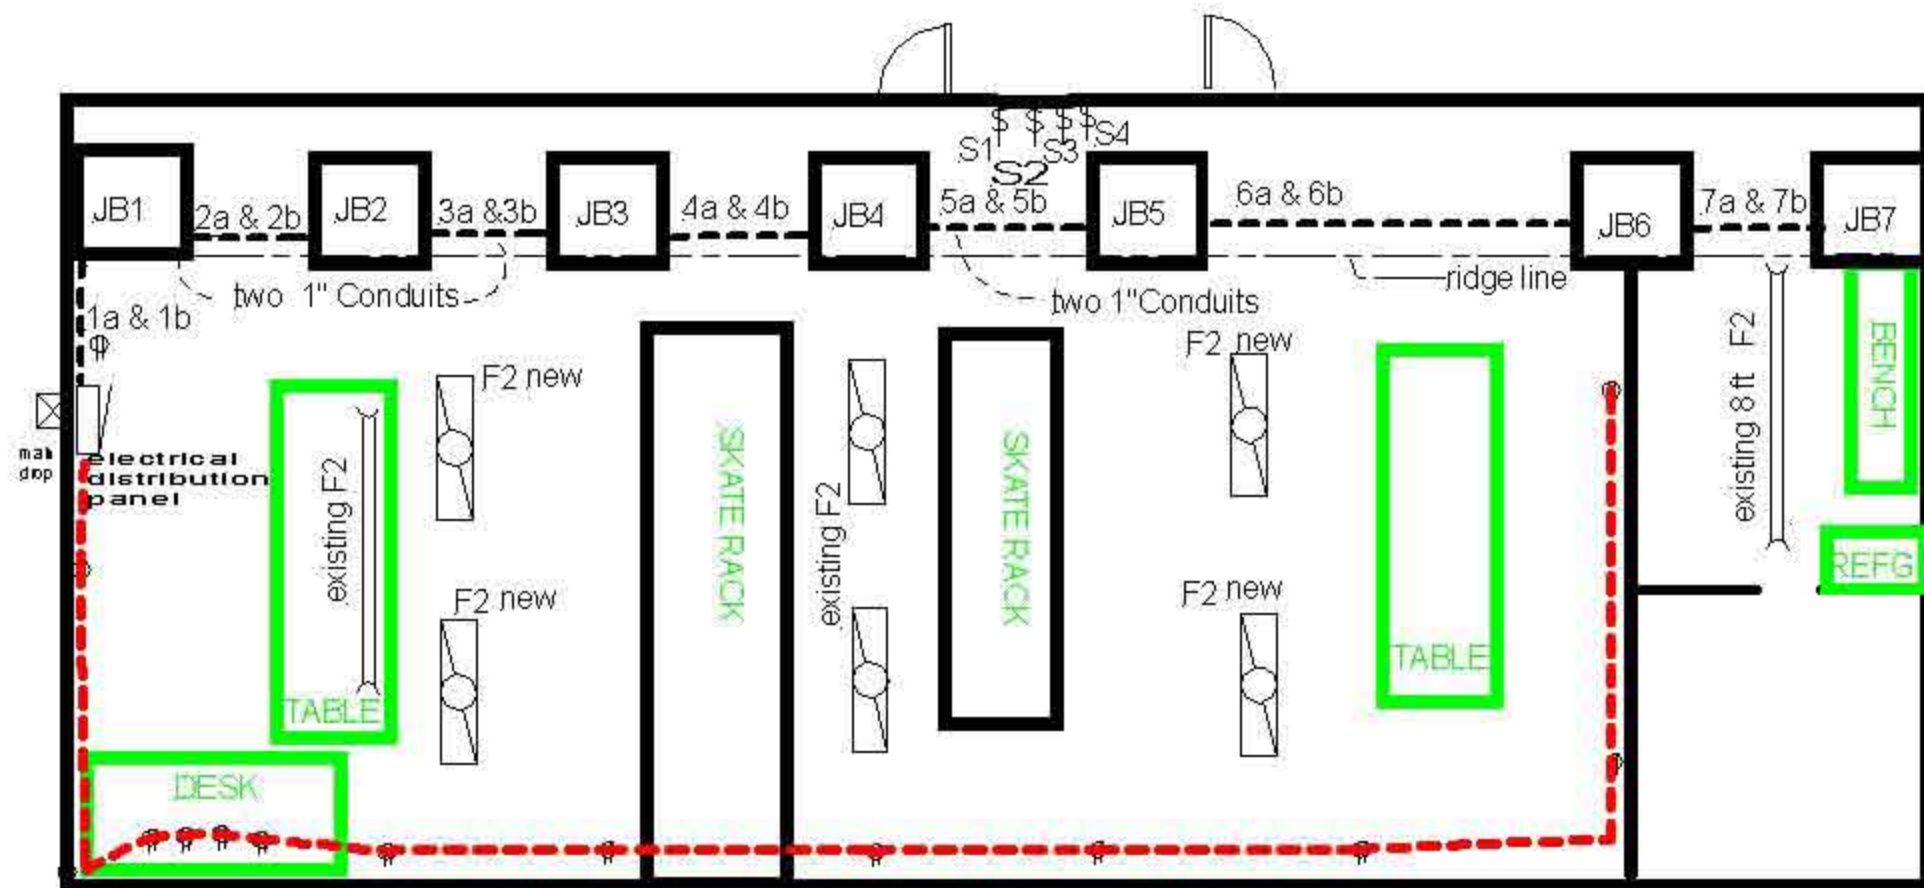 S1
S2
S3
S4
JB1
2a & 2b
JB2
3a &3b
JB3
4a & 4b
JB4
5a & 5b
JB5
6a & 6b
JB6
7a & 7b
JB7
two 1" Conduits
two 1"Conduits
ridge line
1a & 1b
F2 new
F2 new
existing 8 ft F2
BENCH
main
drop
electrical
distribution
panel
existing F2
TABLE
SKATE RACK
existing F2
SKATE RACK
REFG
F2 new
F2 new
TABLE
DESK